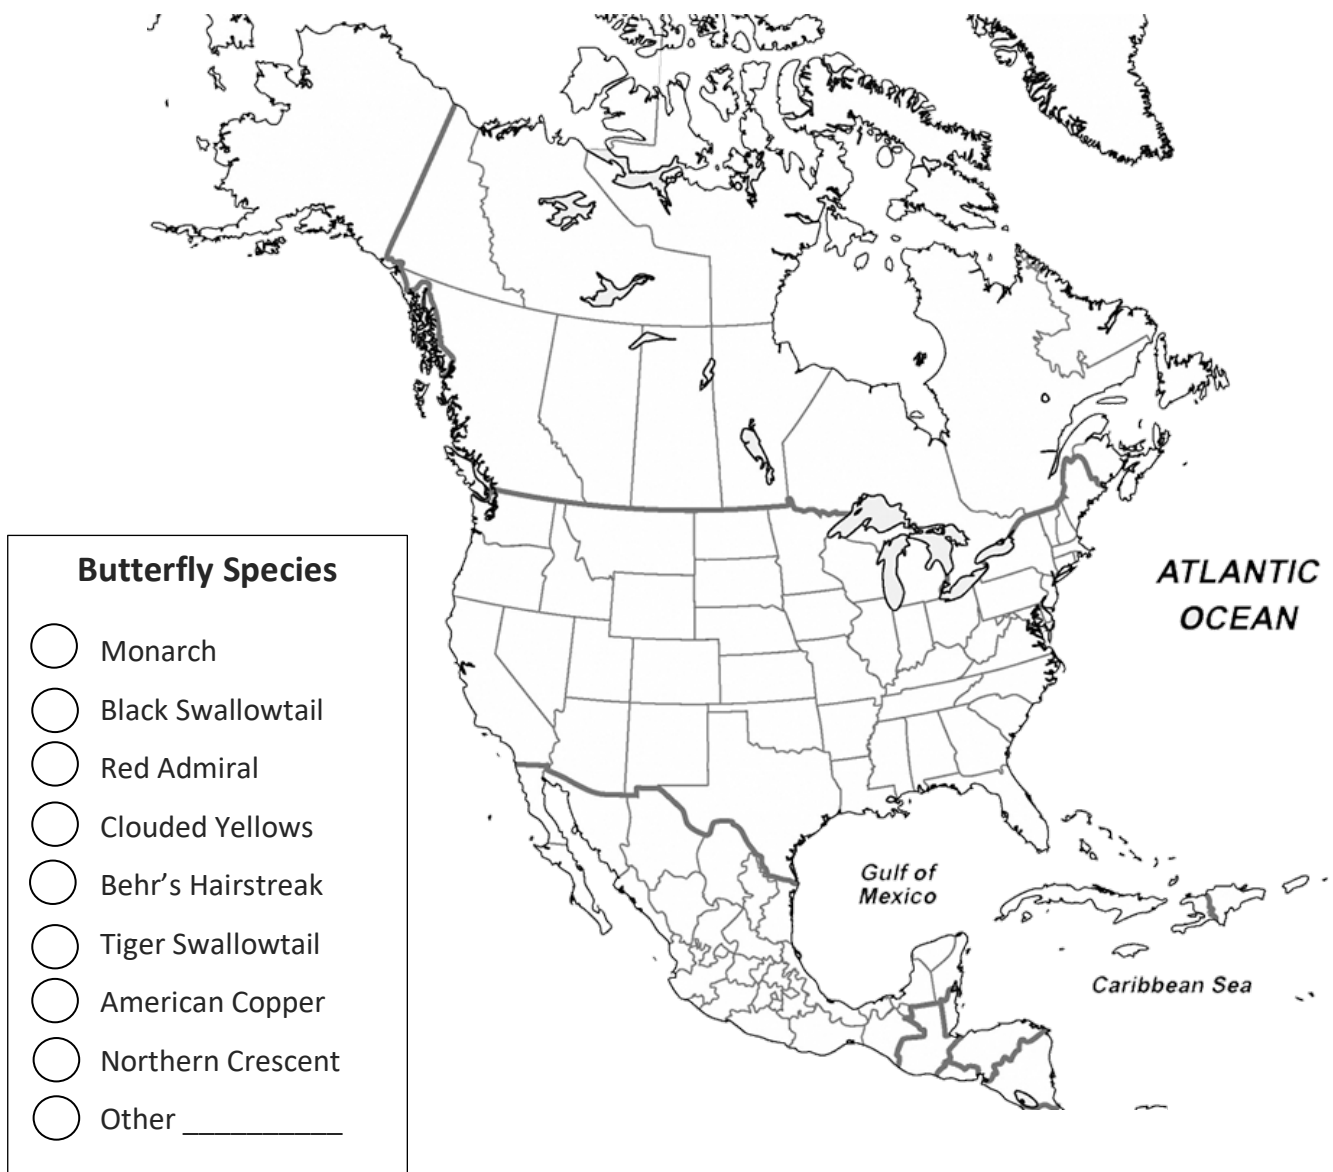 ATLANTIC
OCEAN
Gulf of
Mexico
Caribbean Sea
Butterfly Species
Monarch
Black Swallowtail
Red Admiral
Clouded Yellows
Behr’s Hairstreak
Tiger Swallowtail
American Copper
Northern Crescent
Other __________